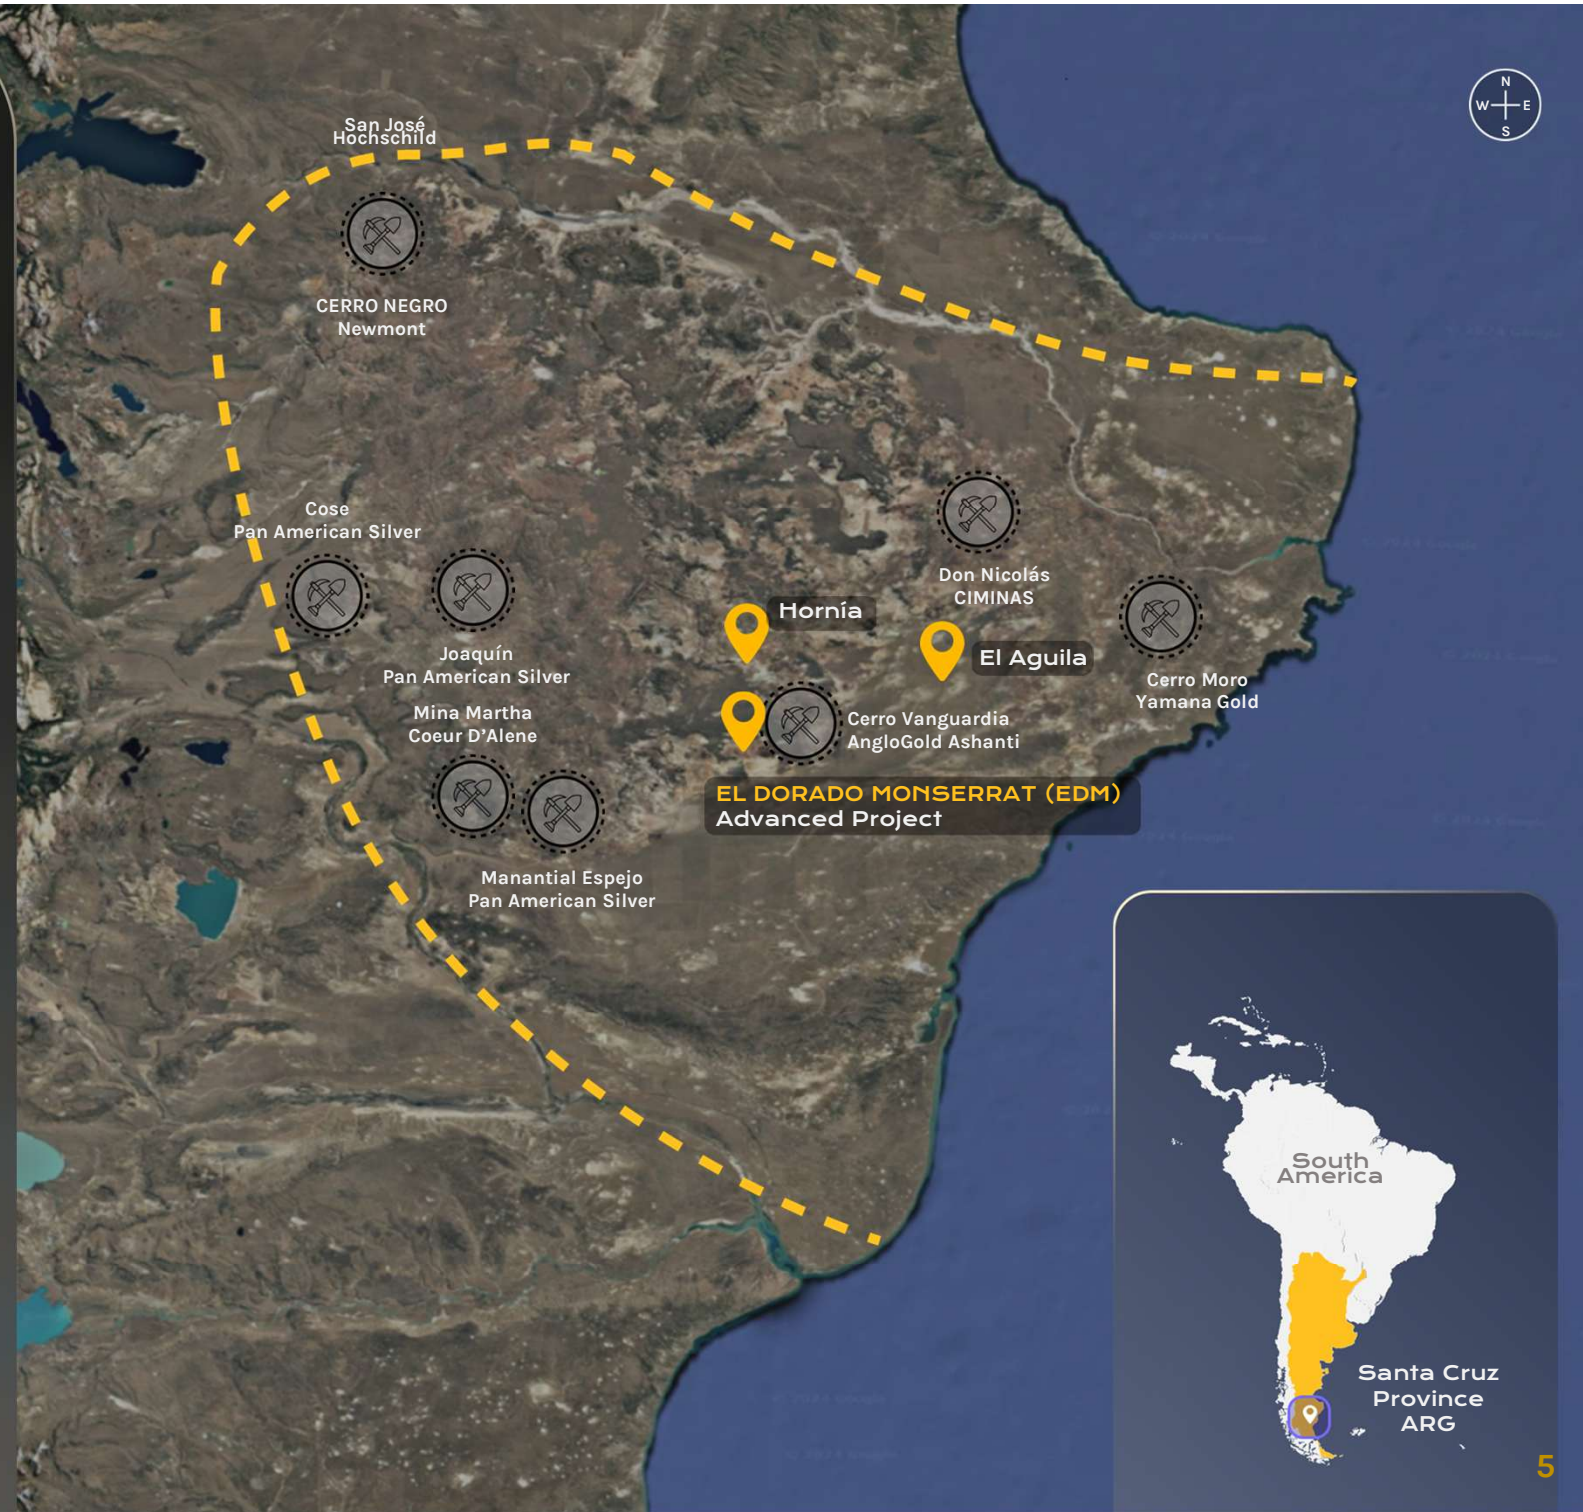 N
W E
S
San José
Hochschild
CERRO NEGRO
Newmont
Cose
Pan American Silver
Joaquín
Pan American Silver
Mina Martha
Coeur D’Alene
Manantial Espejo
Pan American Silver
Don Nicolás
CIMINAS
Hornía
El Aguila
Cerro Moro
Yamana Gold
Cerro Vanguardia
AngloGold Ashanti
EL DORADO MONSERRAT (EDM)
Advanced Project
South
America
Santa Cruz
Province
ARG
5